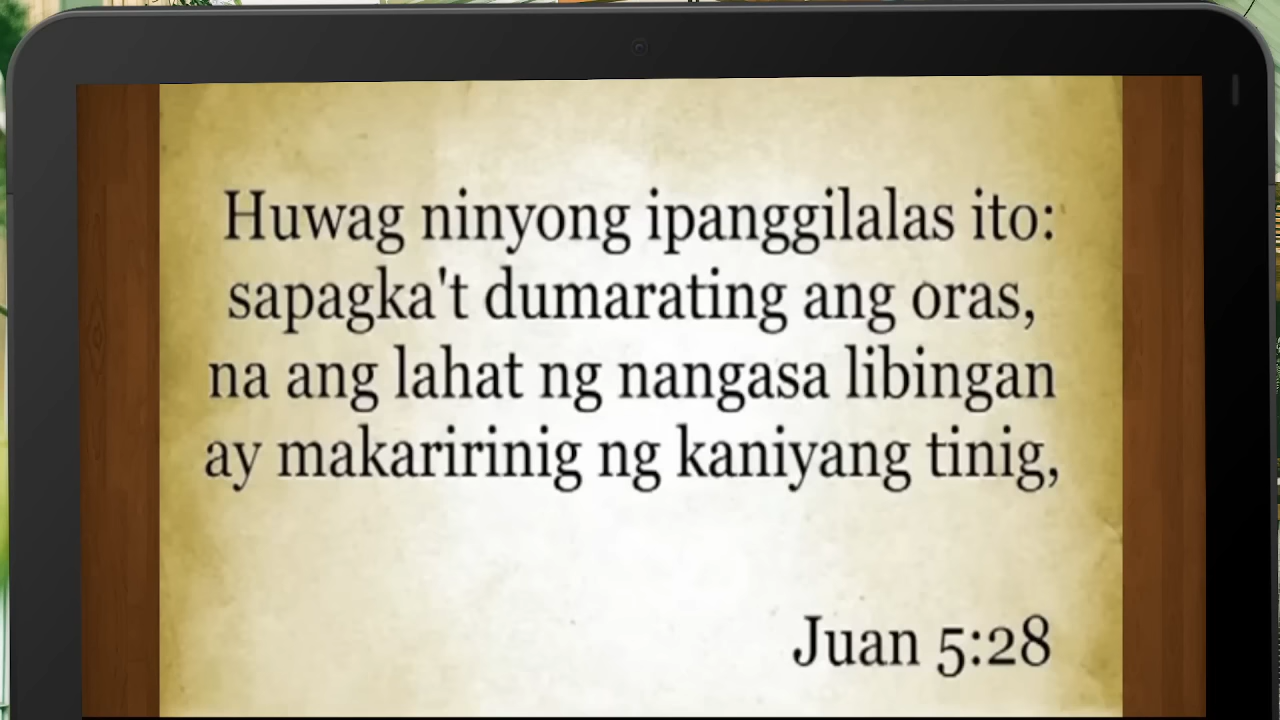 Huwag ninyong ipanggilalas ito:
sapagka't dumarating ang oras,
na ang lahat ng nangasa libingan
ay makaririnig ng kaniyang tinig,
Juan 5:28